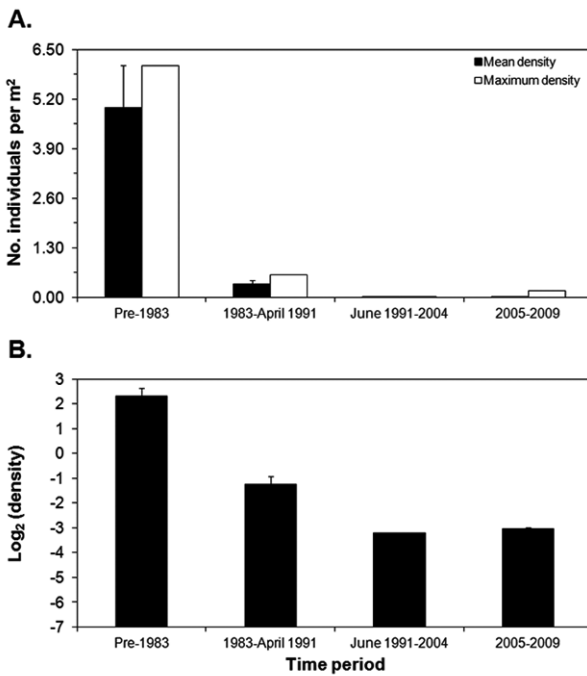 A.
6.50
5.20
3.90
2.60
1.30
0.00
No. individuals per m²
Mean density
Maximum density
Pre-1983 1983-April 1991 June 1991-2004 2005-2009
B.
3
2
1
0
-1
-2
-3
-4
-5
-6
-7
Log₂ (density)
Pre-1983 1983-April 1991 June 1991-2004 2005-2009
Time period